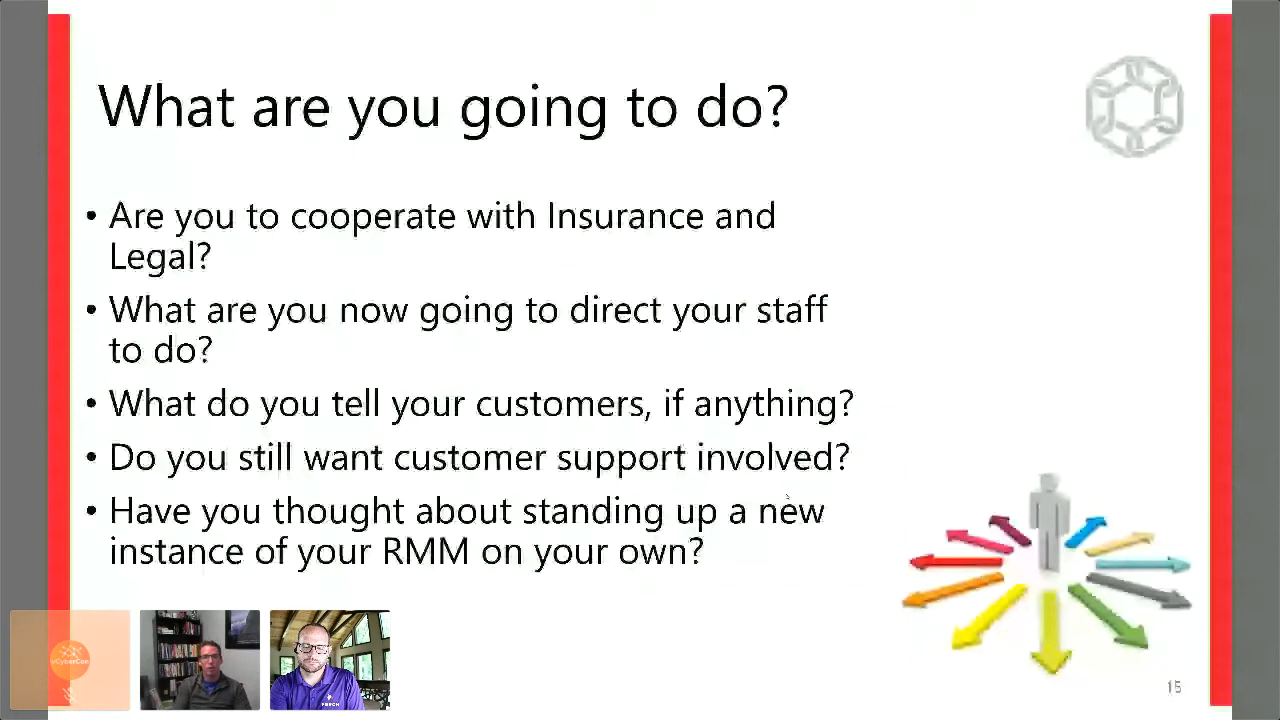 What are you going to do?
• Are you to cooperate with Insurance and
Legal?
• What are you now going to direct your staff
to do?
• What do you tell your customers, if anything?
• Do you still want customer support involved?
• Have you thought about standing up a new
instance of your RMM on your own?
eCyberCon
PERCH
15